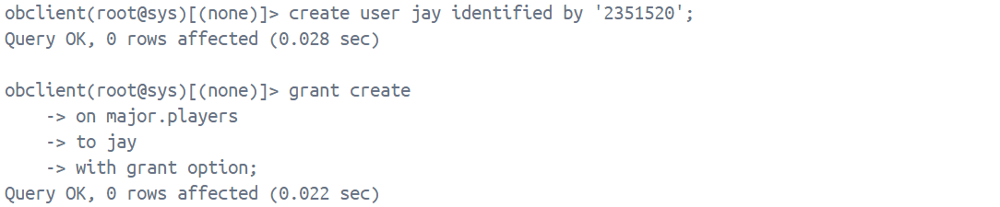 obclient(root@sys)[(none)]> create user jay identified by '2351520';
Query OK, 0 rows affected (0.028 sec)
obclient(root@sys)[(none)]> grant create
-> on major.players
-> to jay
-> with grant option;
Query OK, 0 rows affected (0.022 sec)